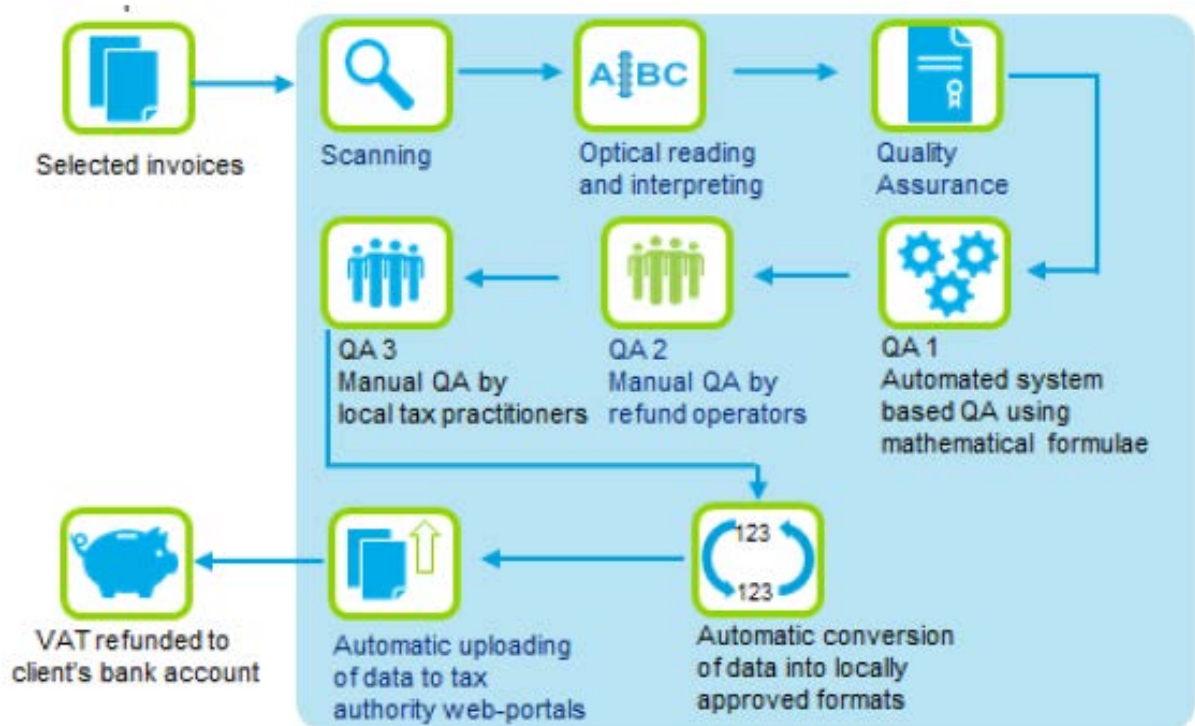 Selected invoices
Scanning
A BC
Optical reading
and interpreting
Quality
Assurance
QA 3
Manual QA by
local tax practitioners
QA 2
Manual QA by
refund operators
QA 1
Automated system
based QA using
mathematical formulae
VAT refunded to
client's bank account
Automatic uploading
of data to tax
authority web-portals
123
123
Automatic conversion
of data into locally
approved formats